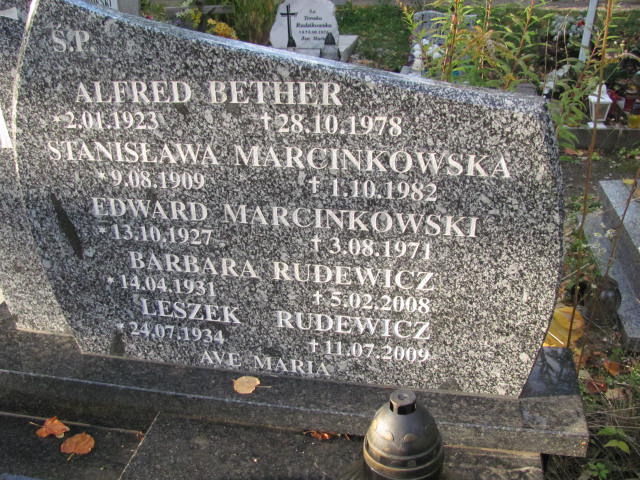 Ś.P.
ALFRED BETHER
*2.01.1923 †28.10.1978
STANISŁAWA MARCINKOWSKA
*9.08.1909 †1.10.1982
EDWARD MARCINKOWSKI
*13.10.1927 †3.08.1971
BARBARA RUDEWICZ
*14.04.1931 †5.02.2008
LESZEK RUDEWICZ
*24.07.1934 †11.07.2009
AVE MARIA